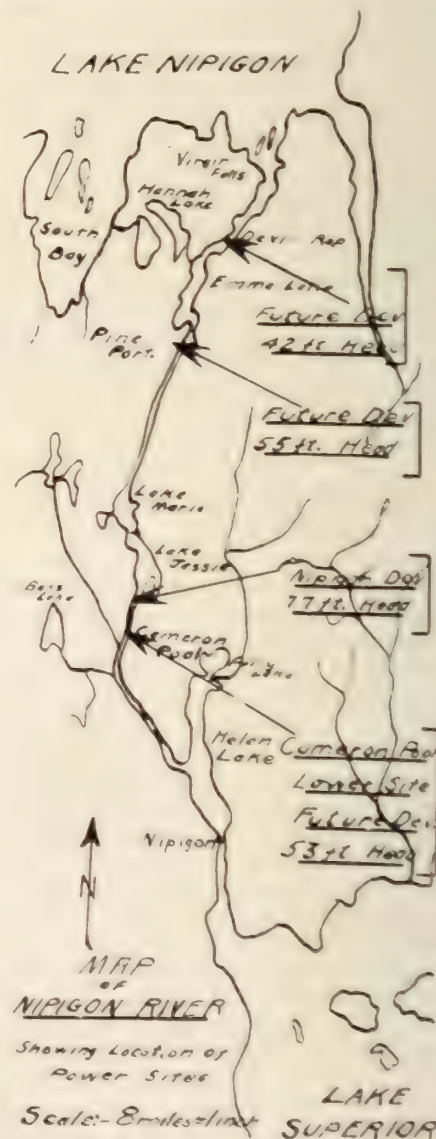 LAKE NIPIGON
Virgin
Falls
Hannah
Lake
South
Bay
Devil Rap
Emma Lake
Future Dev
42 ft. Head
Pine
Port.
Future Dev
55 ft. Head
Lake
Maria
Lake
Jessie
Nipigon Dev
77 ft. Head
Bass
Lake
Cameron
Pool
Lake
Helen
Lake
Cameron Pool
Lower Site
Future Dev
53 ft. Head
Nipigon
N
MAP
OF
NIPIGON RIVER
Showing Location of
Power Sites
Scale:- 8 miles = 1 inch
LAKE
SUPERIOR